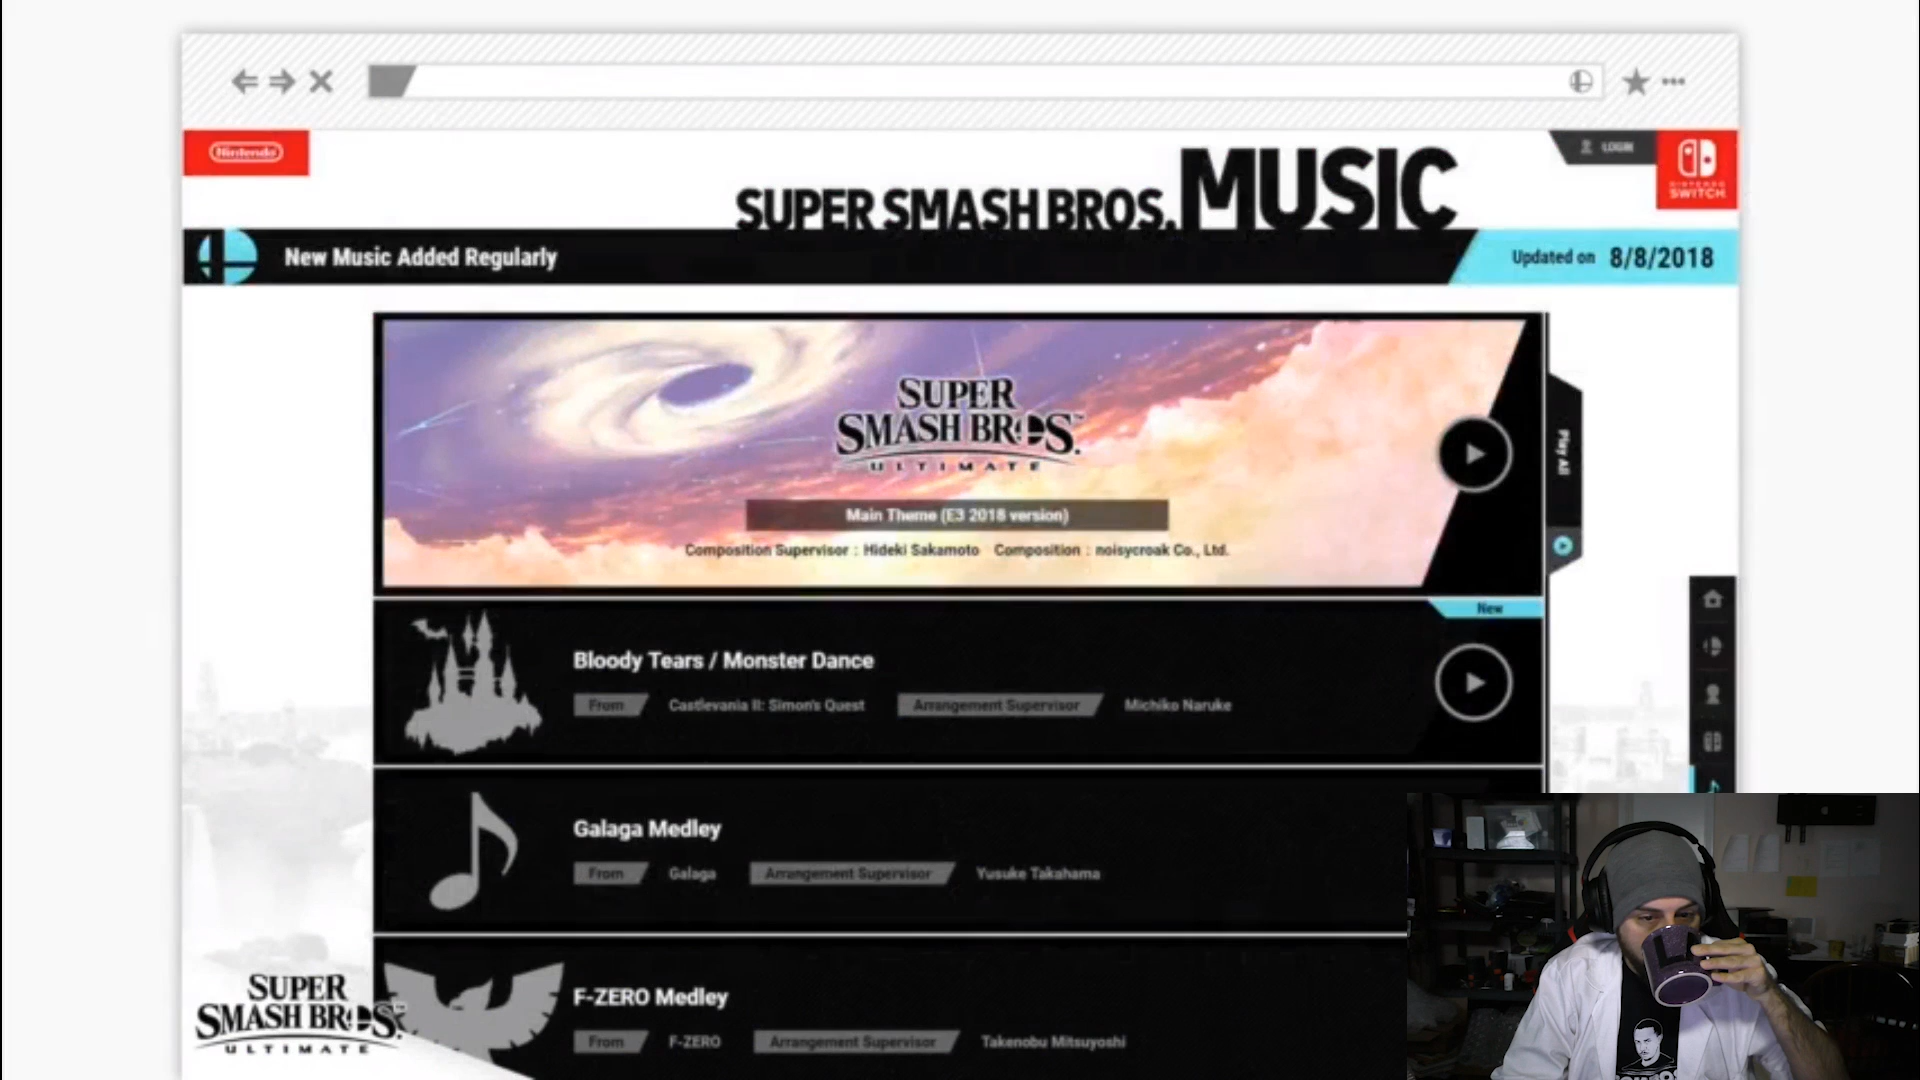 Nintendo
LOGIN
NINTENDO
SWITCH
SUPER SMASH BROS. MUSIC
New Music Added Regularly
Updated on 8/8/2018
SUPER
SMASH BROS.
ULTIMATE
Main Theme (E3 2018 version)
Composition Supervisor : Hideki Sakamoto Composition : noisycroak Co., Ltd.
Play All
New
Bloody Tears / Monster Dance
From Castlevania II: Simon's Quest Arrangement Supervisor Michiko Naruke
Galaga Medley
From Galaga Arrangement Supervisor Yusuke Takahama
F-ZERO Medley
From F-ZERO Arrangement Supervisor Takenobu Mitsuyoshi
SUPER
SMASH BROS.
ULTIMATE